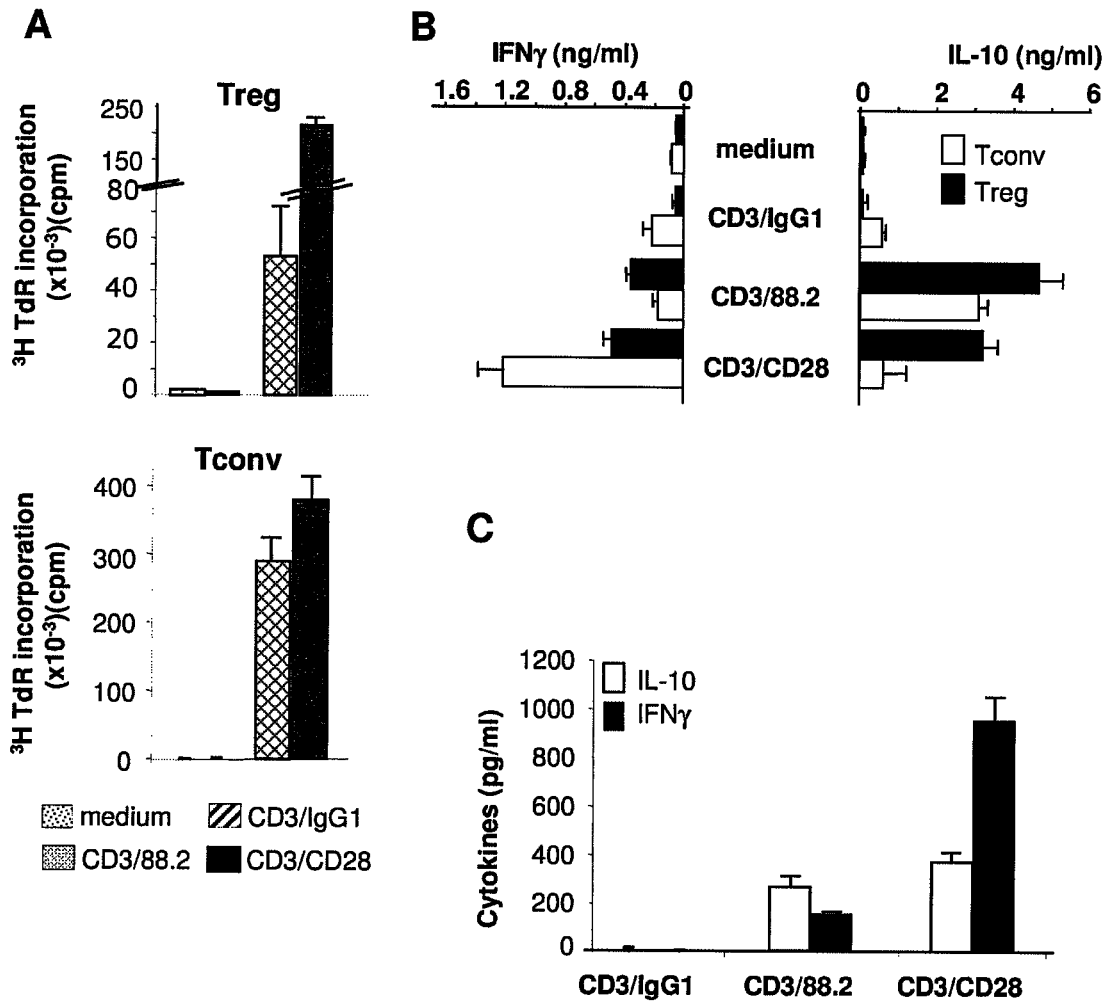 A
Treg
³H TdR incorporation
(x10⁻³)(cpm)
250
150
80
60
40
20
0
Tconv
³H TdR incorporation
(x10⁻³)(cpm)
400
300
200
100
0
medium
CD3/IgG1
CD3/88.2
CD3/CD28
B
IFNγ (ng/ml)
1.6 1.2 0.8 0.4 0
IL-10 (ng/ml)
0 2 4 6
medium
CD3/IgG1
CD3/88.2
CD3/CD28
Tconv
Treg
C
Cytokines (pg/ml)
1200
1000
800
600
400
200
0
IL-10
IFNγ
CD3/IgG1 CD3/88.2 CD3/CD28